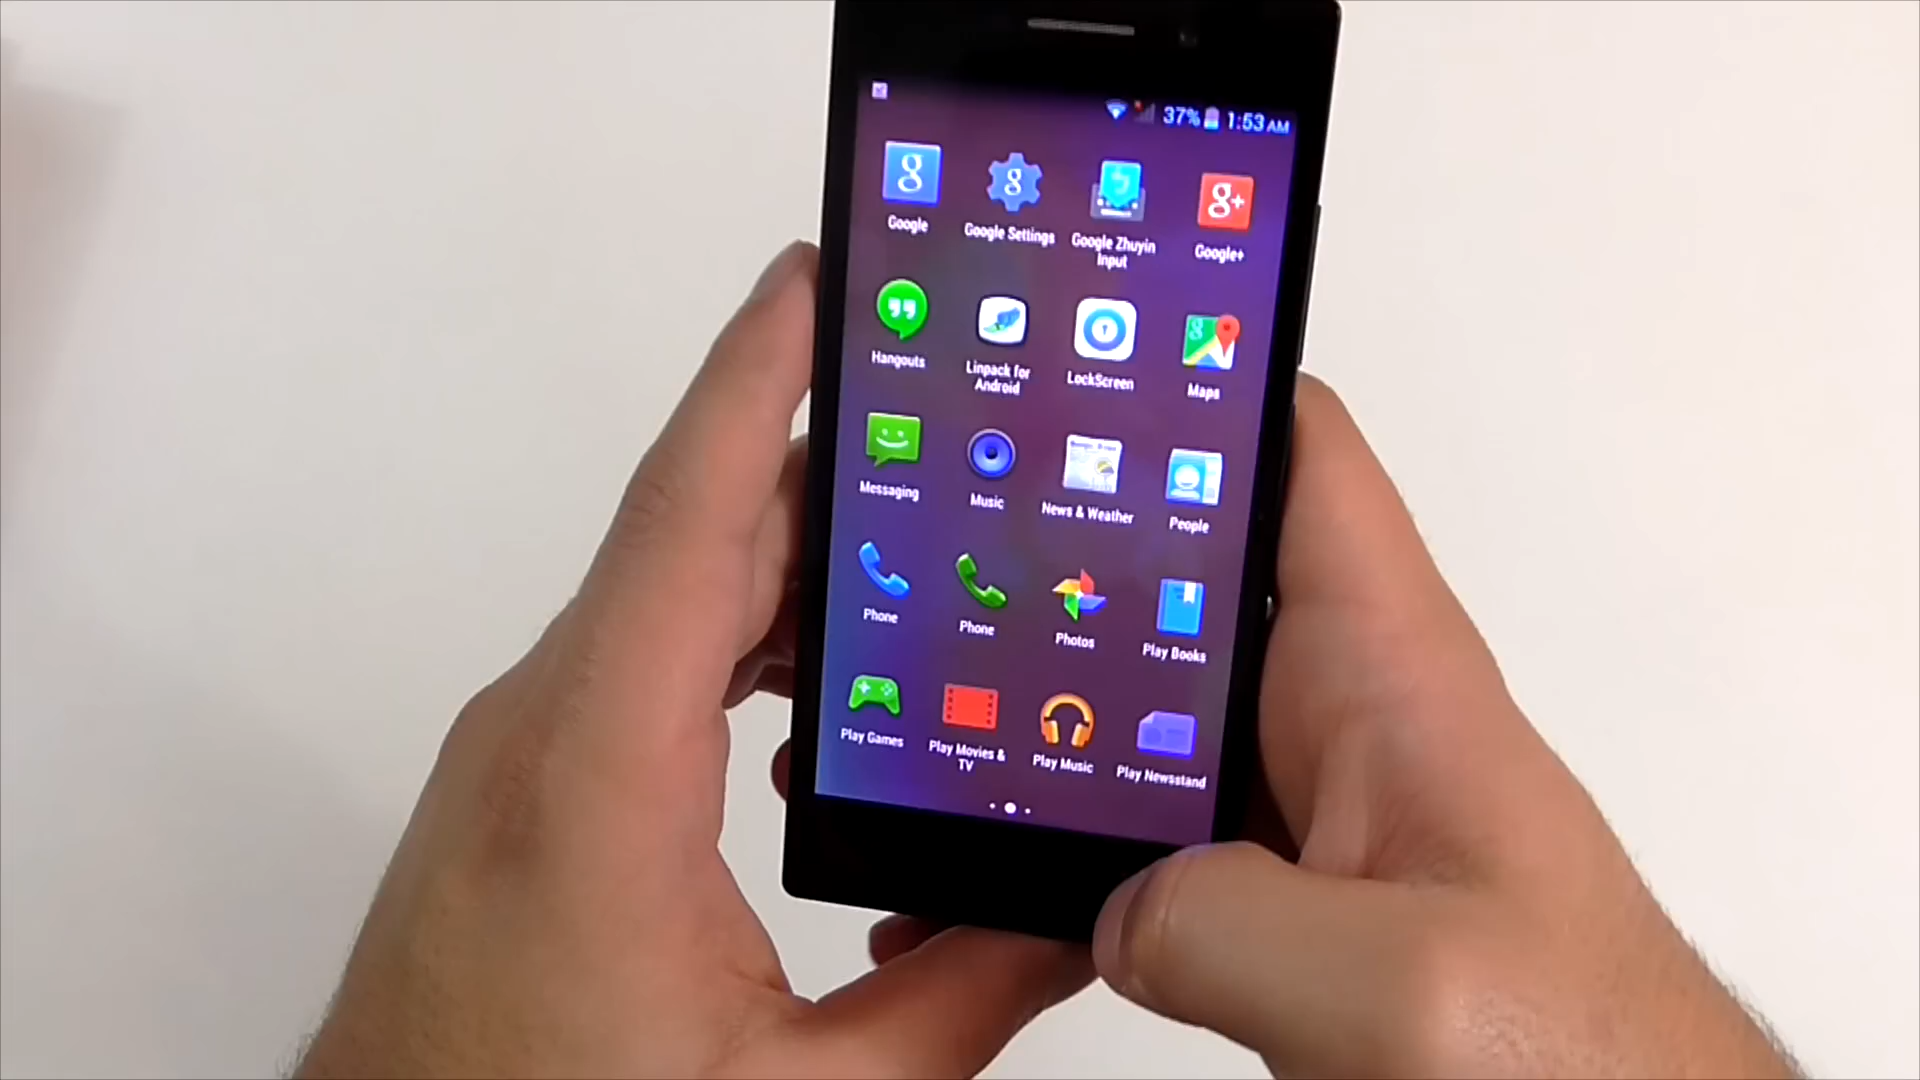 37% 1:53 AM
g g g+
Google Google Settings Google Zhuyin Google+
Input
g
Hangouts Linpack for LockScreen Maps
Android
Messaging Music News & Weather People
Phone Phone Photos Play Books
Play Games Play Movies & Play Music Play Newsstand
TV